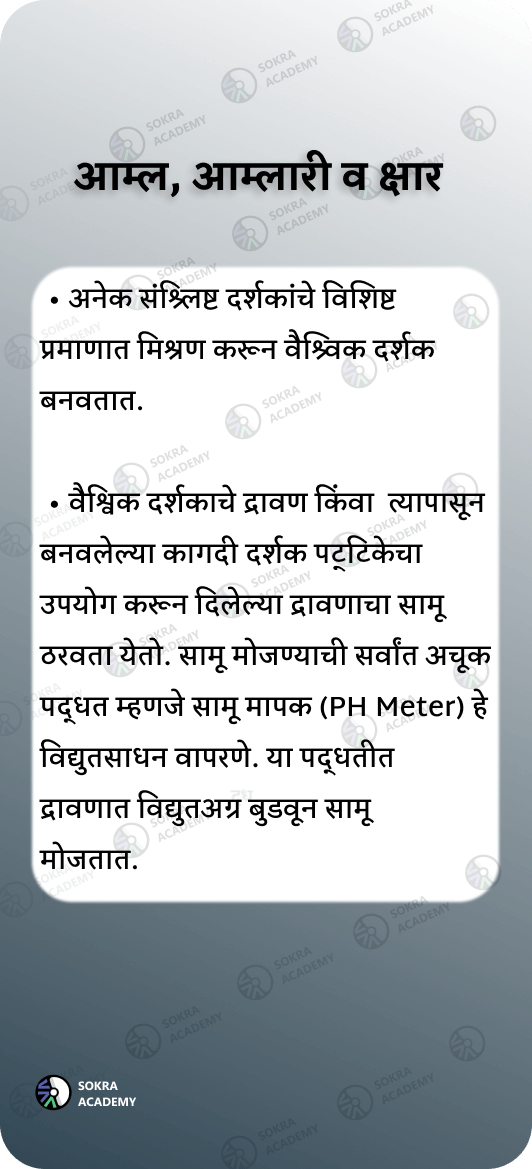 आम्ल, आम्लारी व क्षार
• अनेक संश्लिष्ट दर्शकांचे विशिष्ट
प्रमाणात मिश्रण करून वैश्विक दर्शक
बनवतात.
• वैश्विक दर्शकाचे द्रावण किंवा त्यापासून
बनवलेल्या कागदी दर्शक पट्टिकेचा
उपयोग करून दिलेल्या द्रावणाचा सामू
ठरवता येतो. सामू मोजण्याची सर्वांत अचूक
पद्धत म्हणजे सामू मापक (PH Meter) हे
विद्युतसाधन वापरणे. या पद्धतीत
द्रावणात विद्युतअग्र बुडवून सामू
मोजतात.
SOKRA
ACADEMY